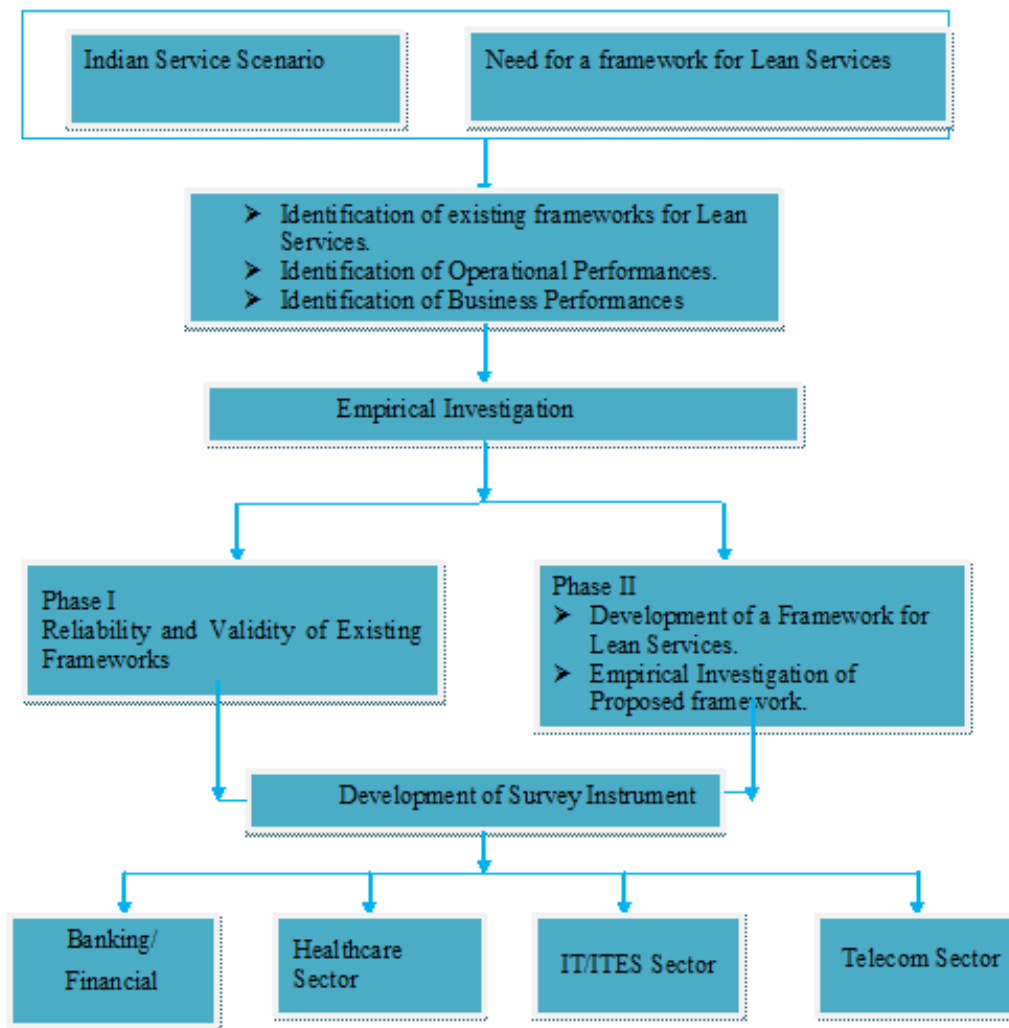 Indian Service Scenario
Need for a framework for Lean Services
➤ Identification of existing frameworks for Lean
Services.
➤ Identification of Operational Performances.
➤ Identification of Business Performances
Empirical Investigation
Phase I
Reliability and Validity of Existing
Frameworks
Phase II
➤ Development of a Framework for
Lean Services.
➤ Empirical Investigation of
Proposed framework.
Development of Survey Instrument
Banking/
Financial
Healthcare
Sector
IT/ITES Sector
Telecom Sector